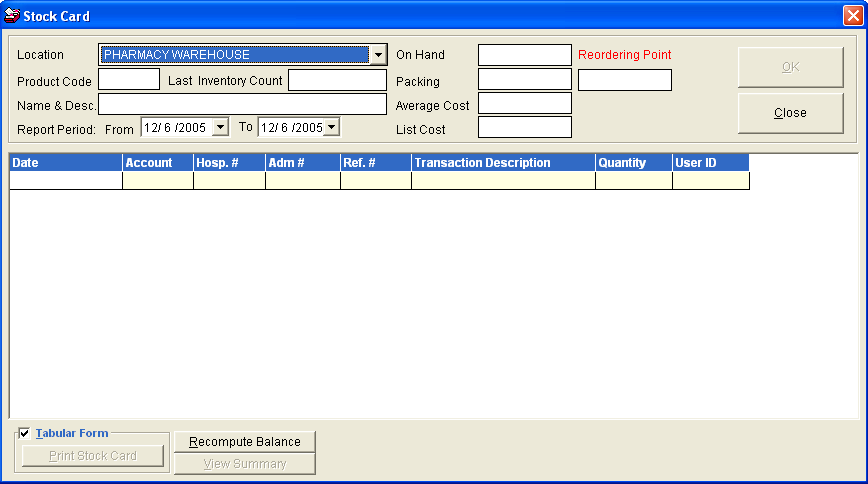 Stock Card
Location PHARMACY WAREHOUSE On Hand Reordering Point OK
Product Code Last Inventory Count Packing
Name & Desc. Average Cost Close
Report Period: From 12/ 6 /2005 To 12/ 6 /2005 List Cost
Date Account Hosp. # Adm # Ref. # Transaction Description Quantity User ID
Tabular Form
Recompute Balance
Print Stock Card
View Summary